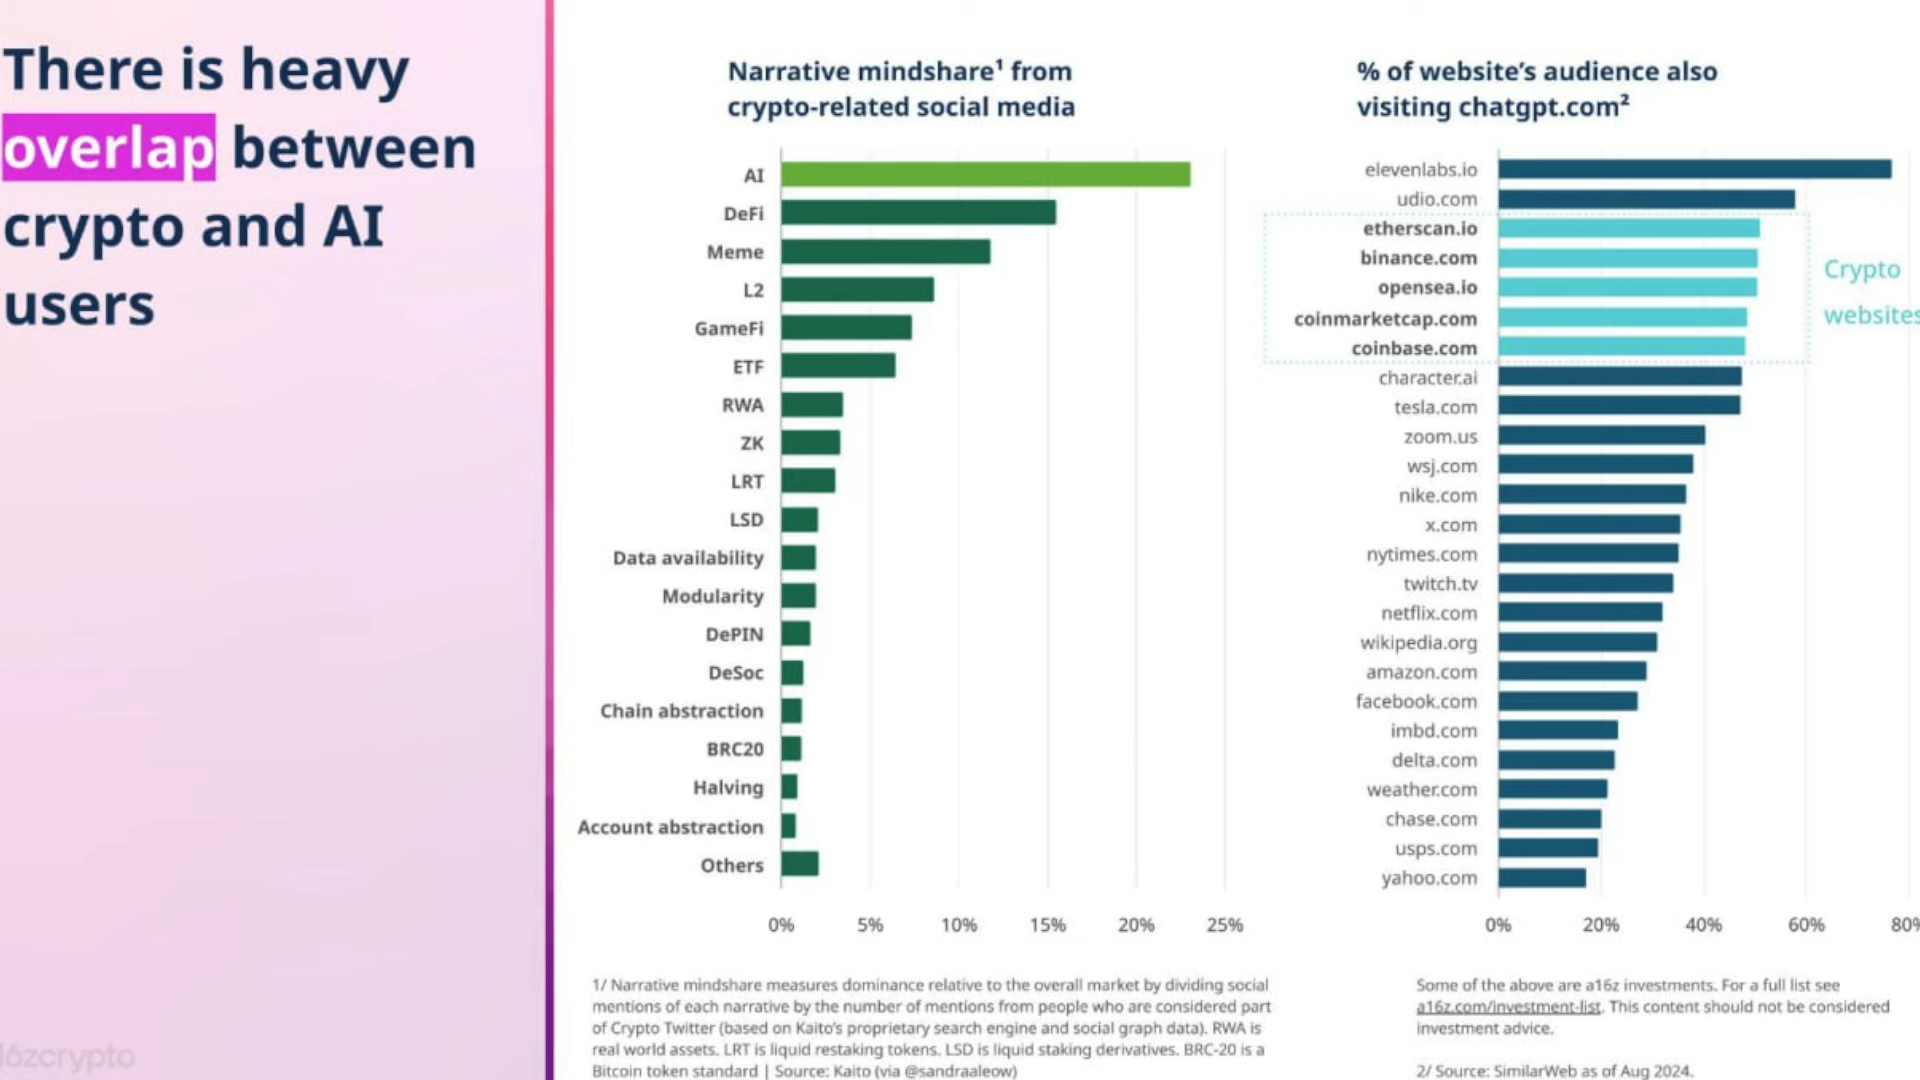 There is heavy
overlap between
crypto and AI
users
Narrative mindshare¹ from
crypto-related social media
AI
DeFi
Meme
L2
GameFi
ETF
RWA
ZK
LRT
LSD
Data availability
Modularity
DePIN
DeSoc
Chain abstraction
BRC20
Halving
Account abstraction
Others
0% 5% 10% 15% 20% 25%
1/ Narrative mindshare measures dominance relative to the overall market by dividing social
mentions of each narrative by the number of mentions from people who are considered part
of Crypto Twitter (based on Kaito's proprietary search engine and social graph data). RWA is
real world assets. LRT is liquid restaking tokens. LSD is liquid staking derivatives. BRC-20 is a
Bitcoin token standard | Source: Kaito (via @sandraaleow)
% of website's audience also
visiting chatgpt.com²
elevenlabs.io
udio.com
etherscan.io
binance.com
opensea.io
coinmarketcap.com
coinbase.com
character.ai
tesla.com
zoom.us
wsj.com
nike.com
x.com
nytimes.com
twitch.tv
netflix.com
wikipedia.org
amazon.com
facebook.com
imbd.com
delta.com
weather.com
chase.com
usps.com
yahoo.com
Crypto
websites
0% 20% 40% 60% 80%
Some of the above are a16z investments. For a full list see
a16z.com/investment-list. This content should not be considered
investment advice.
2/ Source: SimilarWeb as of Aug 2024.
16zcrypto